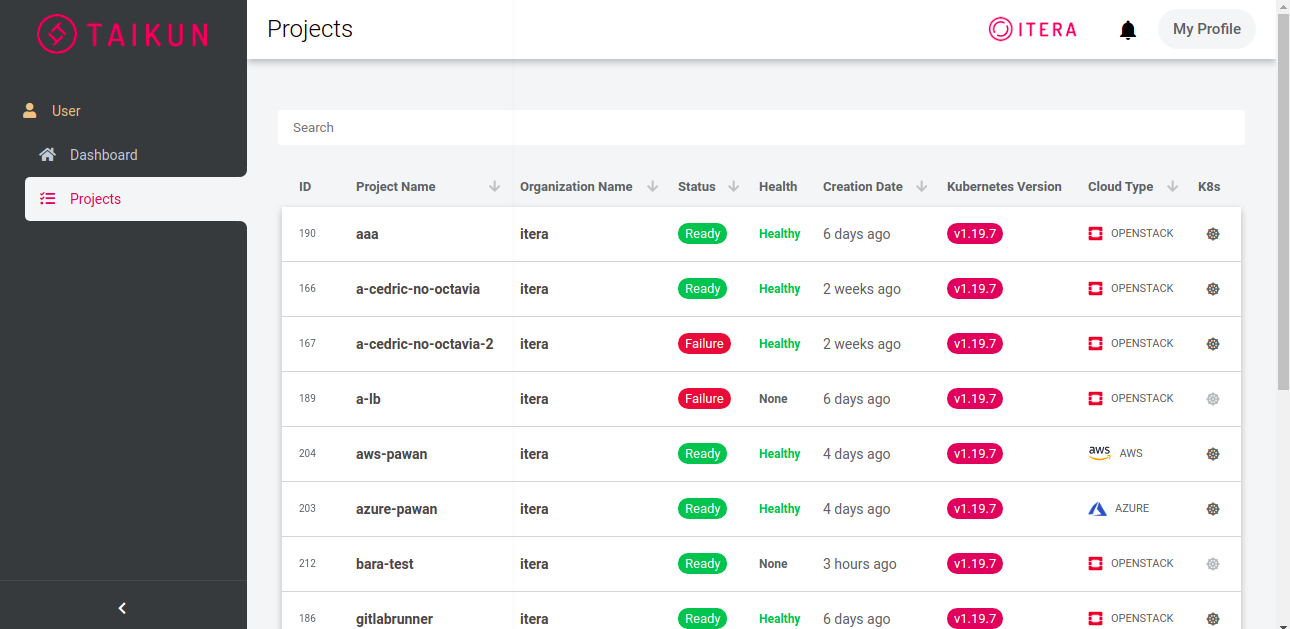 TAIKUN
Projects
ITERA
My Profile
User
Dashboard
Projects
Search
ID Project Name Organization Name Status Health Creation Date Kubernetes Version Cloud Type K8s
190 aaa itera Ready Healthy 6 days ago v1.19.7 OPENSTACK
166 a-cedric-no-octavia itera Ready Healthy 2 weeks ago v1.19.7 OPENSTACK
167 a-cedric-no-octavia-2 itera Failure Healthy 2 weeks ago v1.19.7 OPENSTACK
189 a-lb itera Failure None 6 days ago v1.19.7 OPENSTACK
204 aws-pawan itera Ready Healthy 4 days ago v1.19.7 aws AWS
203 azure-pawan itera Ready Healthy 4 days ago v1.19.7 AZURE
212 bara-test itera Ready None 3 hours ago v1.19.7 OPENSTACK
186 gitlabrunner itera Ready Healthy 6 days ago v1.19.7 OPENSTACK